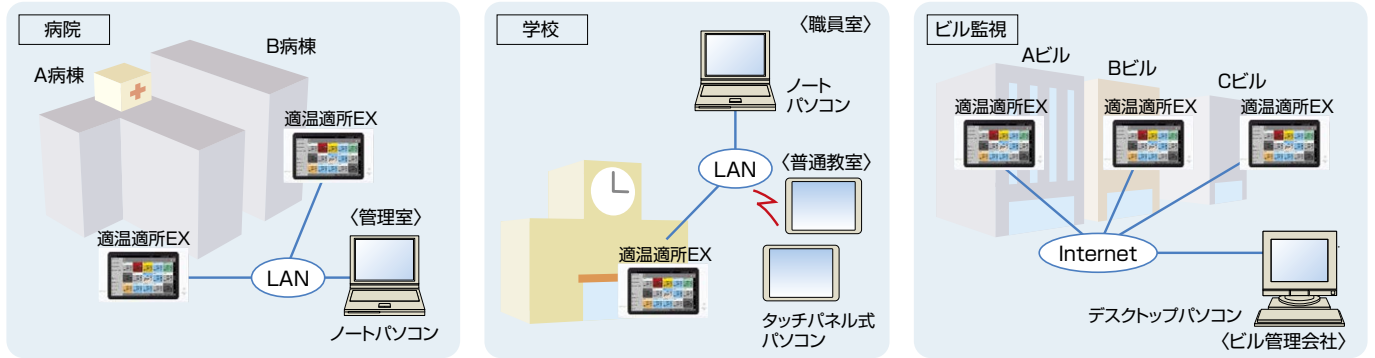 病院
B病棟
A病棟
適温適所EX
〈管理室〉
適温適所EX
LAN
ノートパソコン
学校
〈職員室〉
ノート
パソコン
LAN
〈普通教室〉
適温適所EX
タッチパネル式
パソコン
ビル監視
Aビル
Bビル
Cビル
適温適所EX
適温適所EX
適温適所EX
Internet
デスクトップパソコン
〈ビル管理会社〉